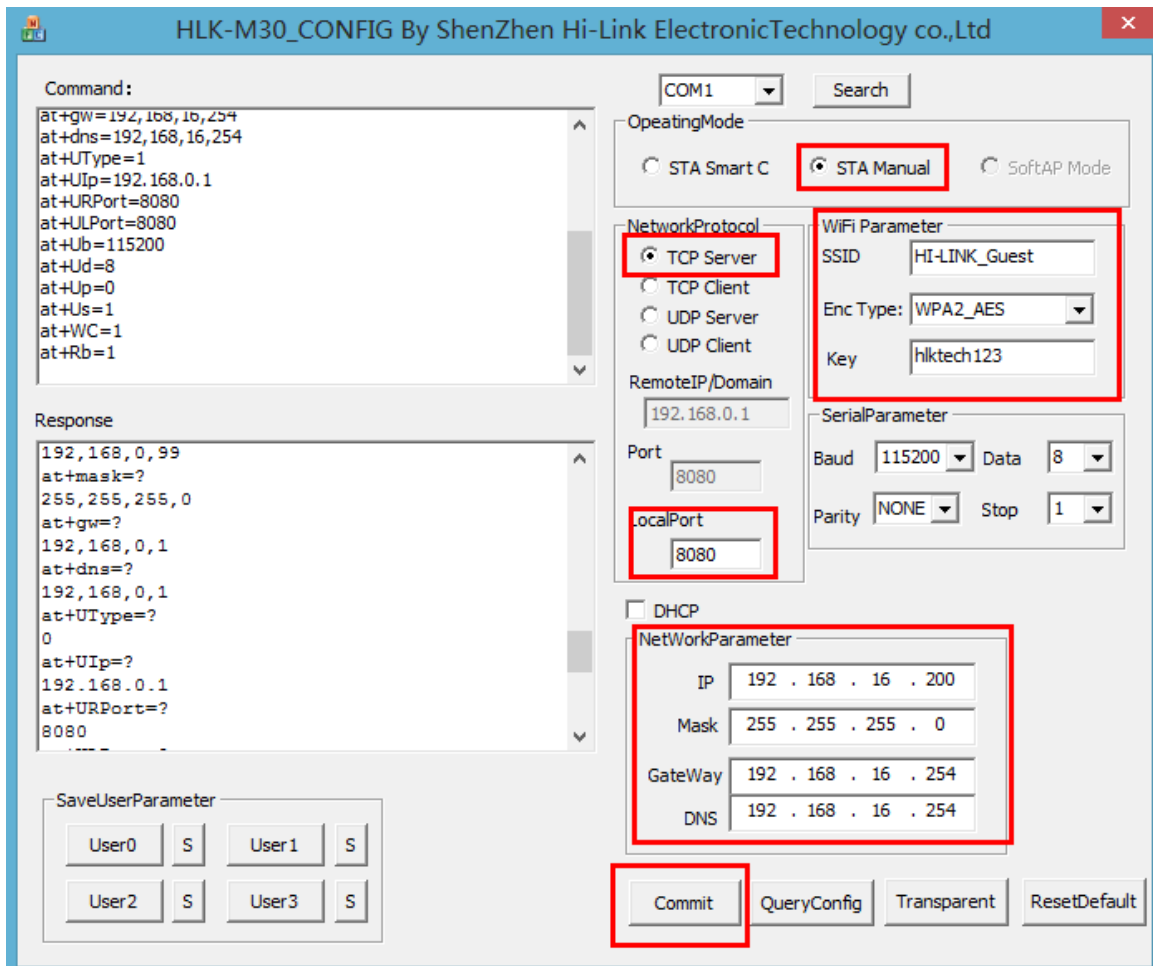 HLK-M30_CONFIG By ShenZhen Hi-Link ElectronicTechnology co.,Ltd
Command:
at+gw=192,168,16,254
at+dns=192,168,16,254
at+UType=1
at+UIp=192.168.0.1
at+URPort=8080
at+ULPort=8080
at+Ub=115200
at+Ud=8
at+Up=0
at+Us=1
at+WC=1
at+Rb=1
Response
192,168,0,99
at+mask=?
255,255,255,0
at+gw=?
192,168,0,1
at+dns=?
192,168,0,1
at+UType=?
0
at+UIp=?
192.168.0.1
at+URPort=?
8080
SaveUserParameter
User0 S User1 S
User2 S User3 S
COM1 Search
OpeatingMode
STA Smart C STA Manual SoftAP Mode
NetworkProtocol
TCP Server
TCP Client
UDP Server
UDP Client
RemoteIP/Domain
192.168.0.1
Port
8080
LocalPort
8080
WiFi Parameter
SSID HI-LINK_Guest
Enc Type: WPA2_AES
Key hlktech123
SerialParameter
Baud 115200 Data 8
Parity NONE Stop 1
DHCP
NetWorkParameter
IP 192 . 168 . 16 . 200
Mask 255 . 255 . 255 . 0
GateWay 192 . 168 . 16 . 254
DNS 192 . 168 . 16 . 254
Commit QueryConfig Transparent ResetDefault